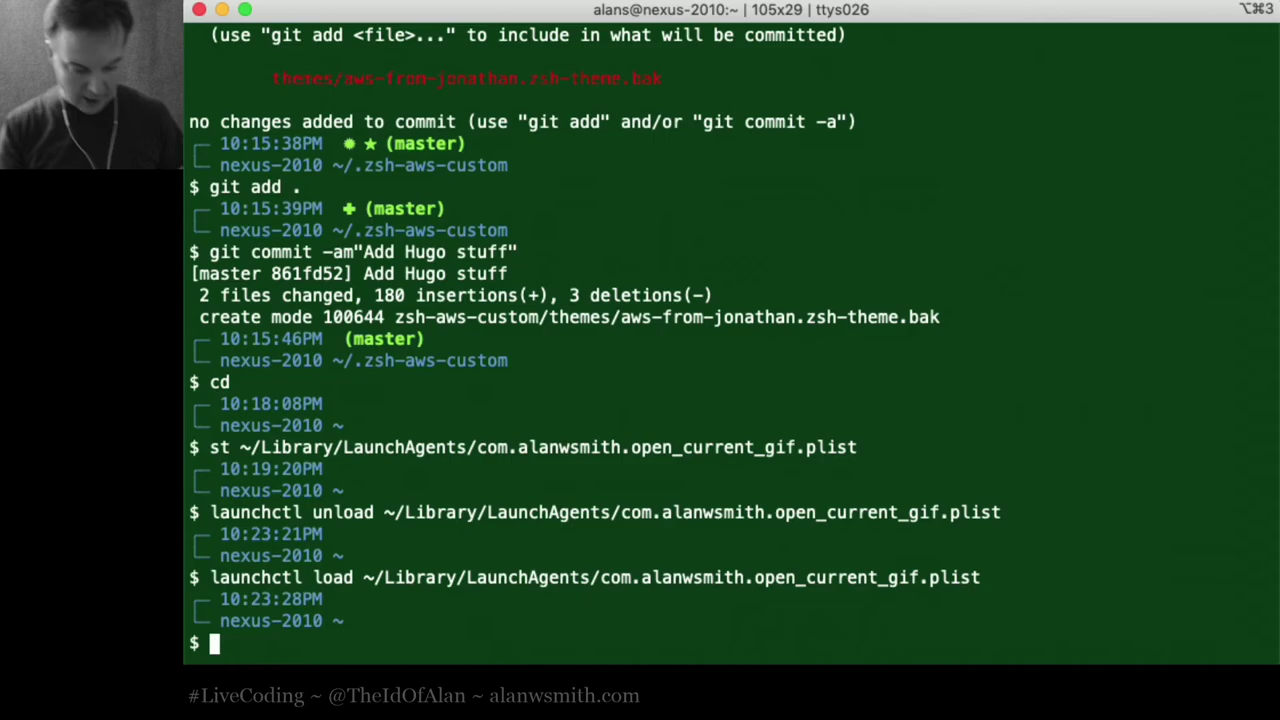 alans@nexus-2010:~ | 105x29 | ttys026
⌥⌘3
(use "git add <file>..." to include in what will be committed)
themes/aws-from-jonathan.zsh-theme.bak
no changes added to commit (use "git add" and/or "git commit -a")
10:15:38PM ✹ ★ (master)
nexus-2010 ~/.zsh-aws-custom
$ git add .
10:15:39PM ✚ (master)
nexus-2010 ~/.zsh-aws-custom
$ git commit -am"Add Hugo stuff"
[master 861fd52] Add Hugo stuff
2 files changed, 180 insertions(+), 3 deletions(-)
create mode 100644 zsh-aws-custom/themes/aws-from-jonathan.zsh-theme.bak
10:15:46PM (master)
nexus-2010 ~/.zsh-aws-custom
$ cd
10:18:08PM
nexus-2010 ~
$ st ~/Library/LaunchAgents/com.alanwsmith.open_current_gif.plist
10:19:20PM
nexus-2010 ~
$ launchctl unload ~/Library/LaunchAgents/com.alanwsmith.open_current_gif.plist
10:23:21PM
nexus-2010 ~
$ launchctl load ~/Library/LaunchAgents/com.alanwsmith.open_current_gif.plist
10:23:28PM
nexus-2010 ~
$
#LiveCoding ~ @TheIdOfAlan ~ alanwsmith.com